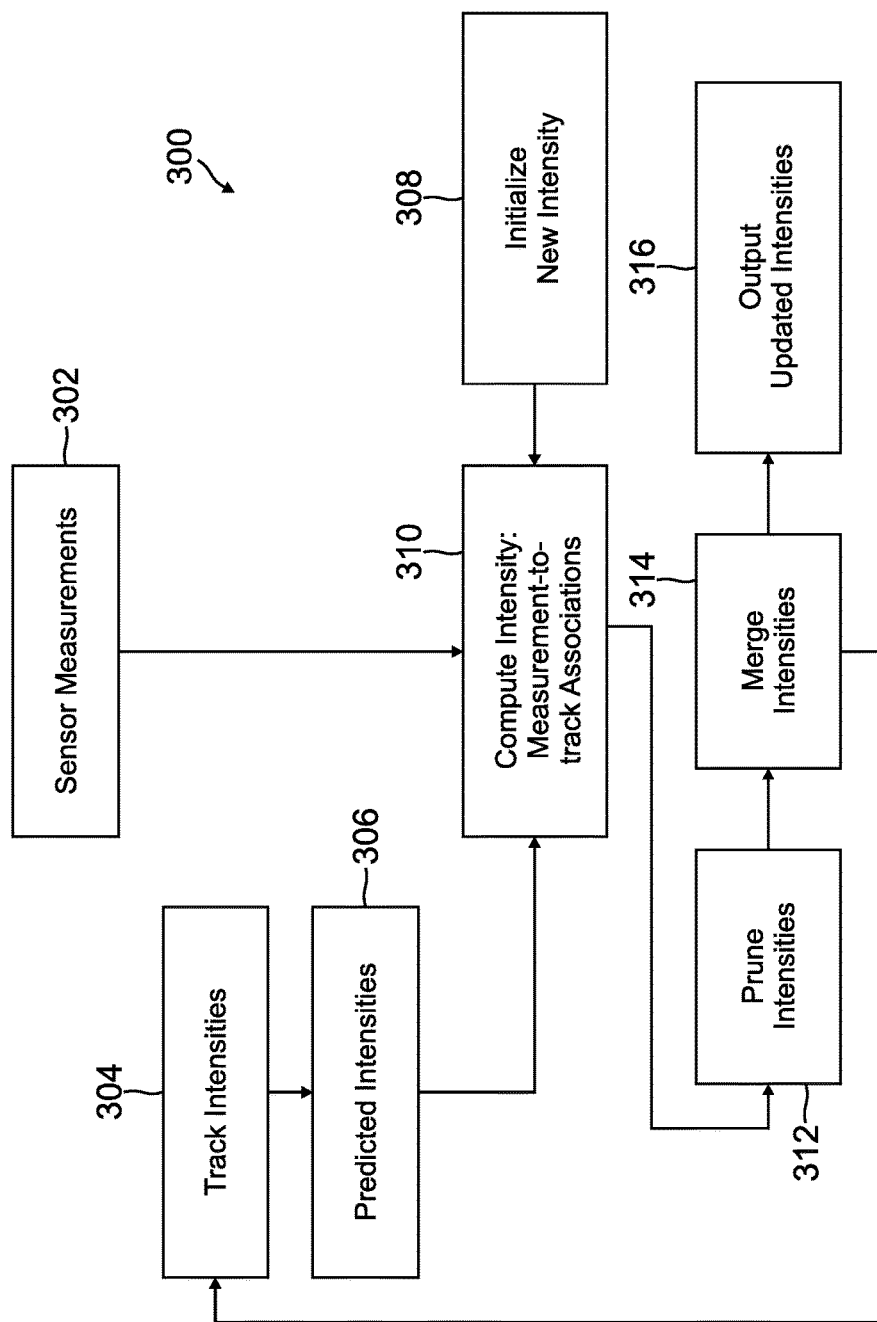 300
302
Sensor Measurements
304
Track Intensities
306
Predicted Intensities
308
Initialize
New Intensity
310
Compute Intensity:
Measurement-to-
track Associations
312
Prune
Intensities
314
Merge
Intensities
316
Output
Updated Intensities